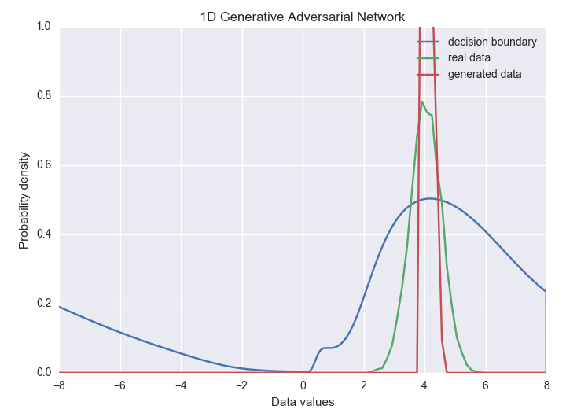 1D Generative Adversarial Network
1.0
decision boundary
real data
generated data
0.8
0.6
0.4
0.2
0.0
Probability density
−8 −6 −4 −2 0 2 4 6 8
Data values